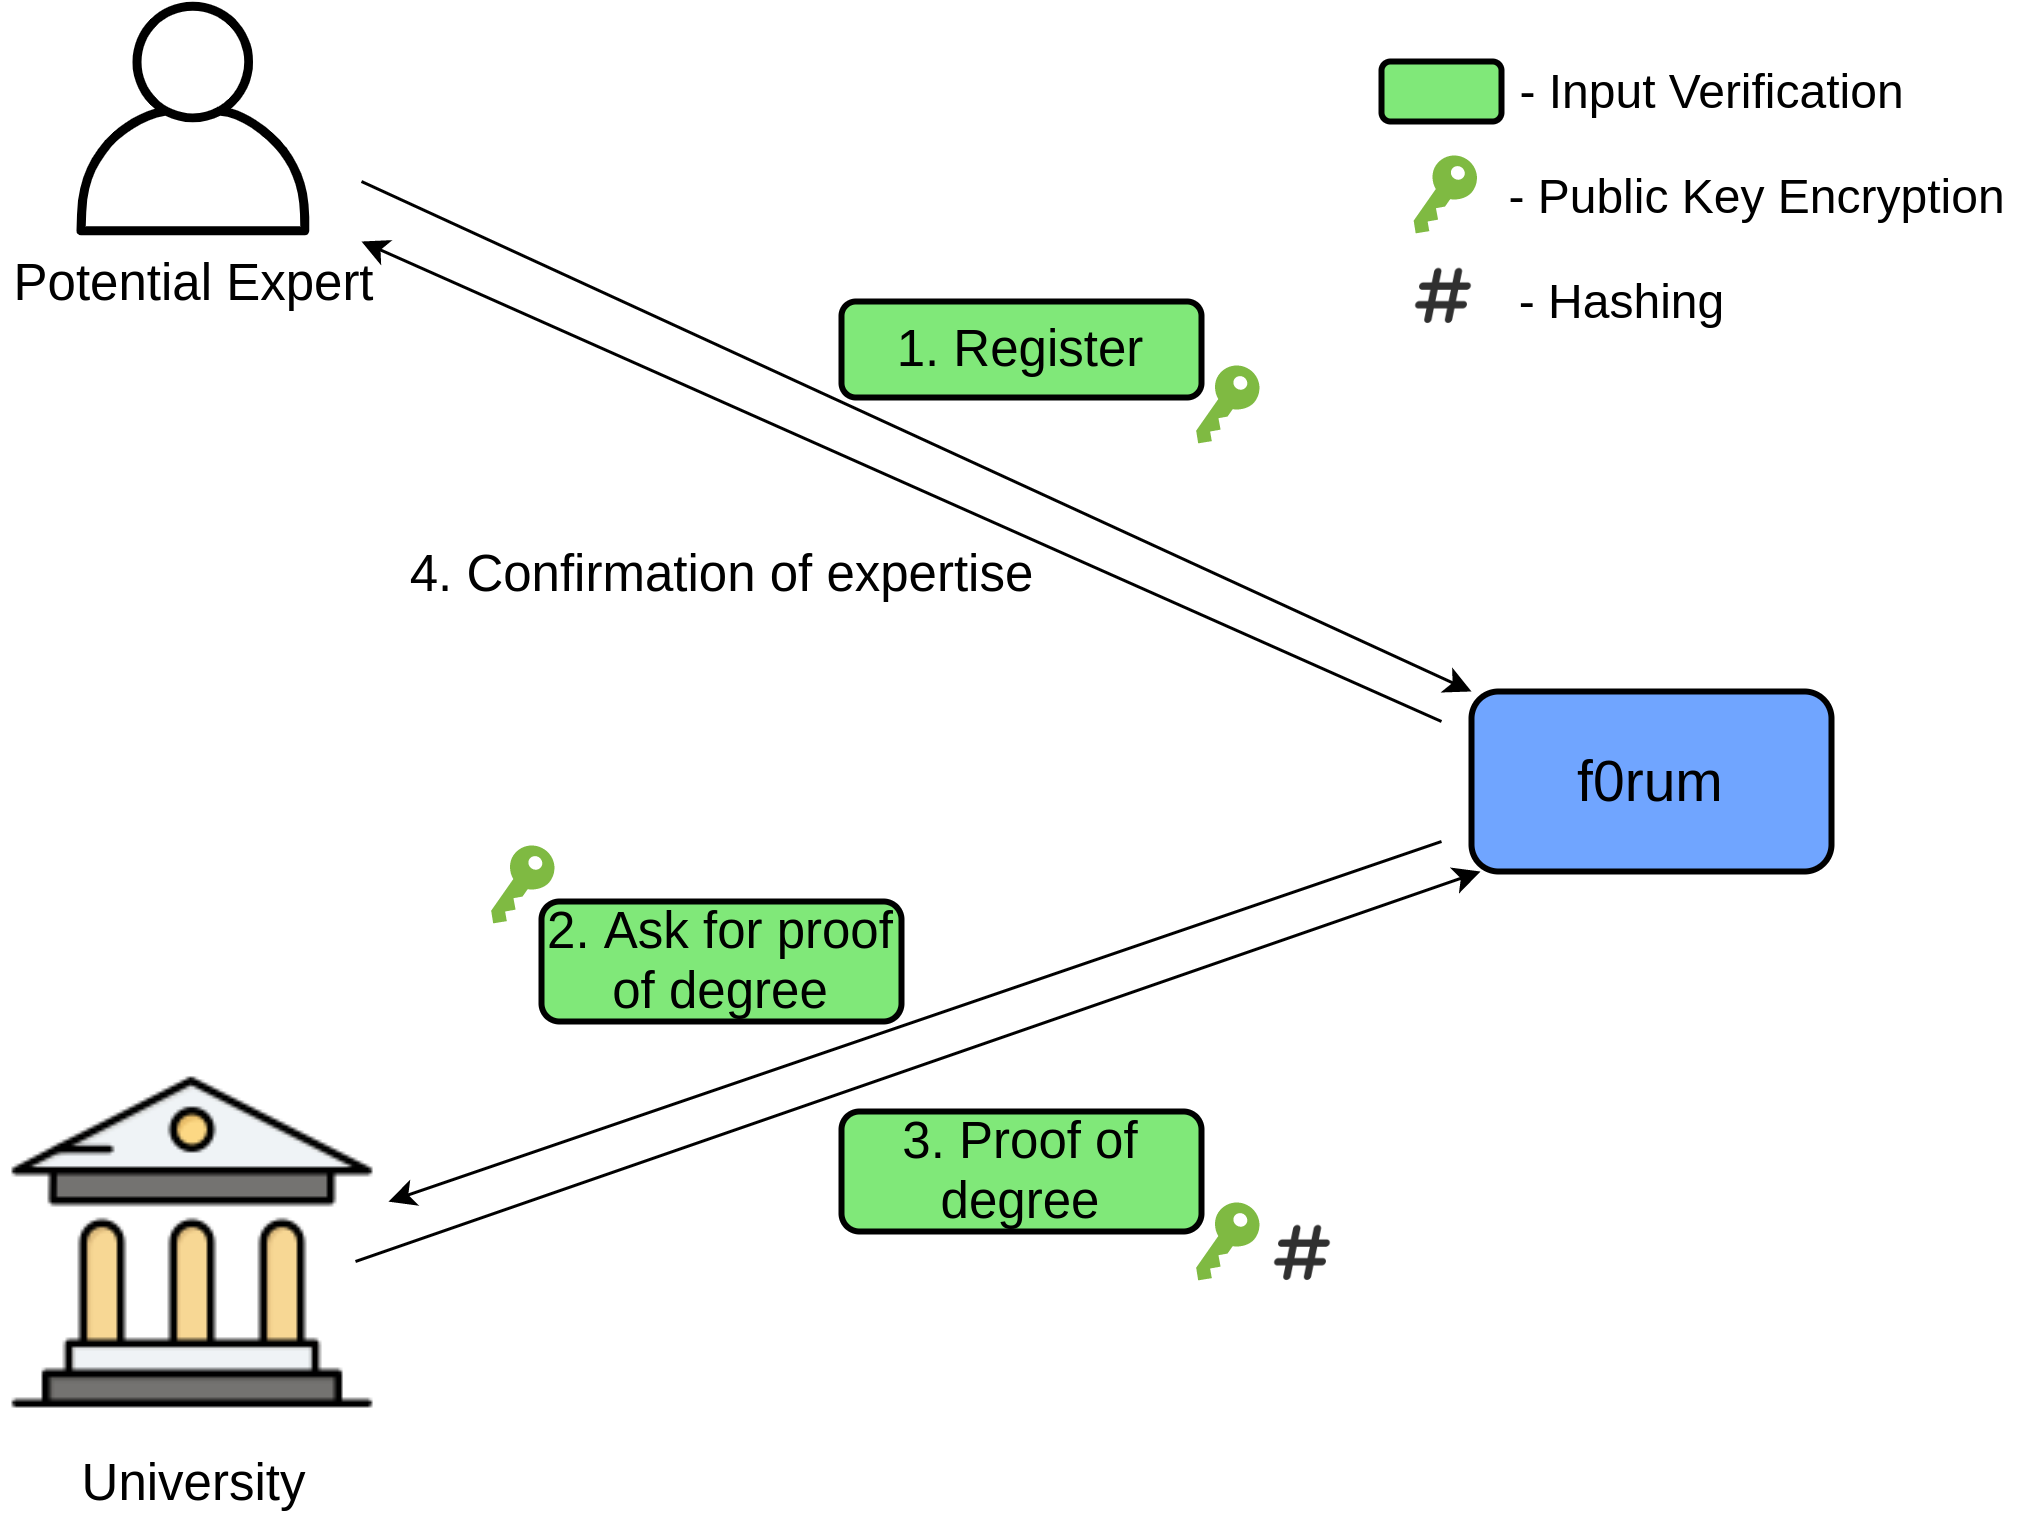 - Input Verification
- Public Key Encryption
- Hashing
Potential Expert
1. Register
4. Confirmation of expertise
f0rum
2. Ask for proof
of degree
3. Proof of
degree
University